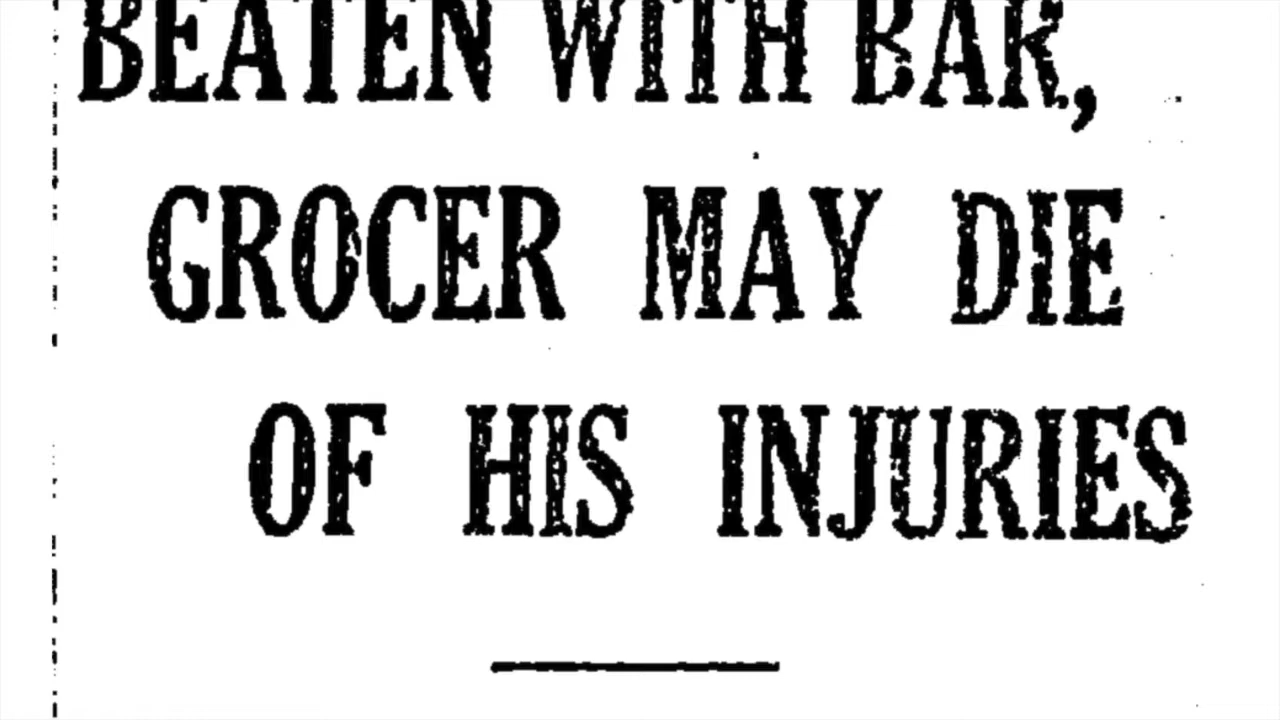 BEATEN WITH BAR,
GROCER MAY DIE
OF HIS INJURIES